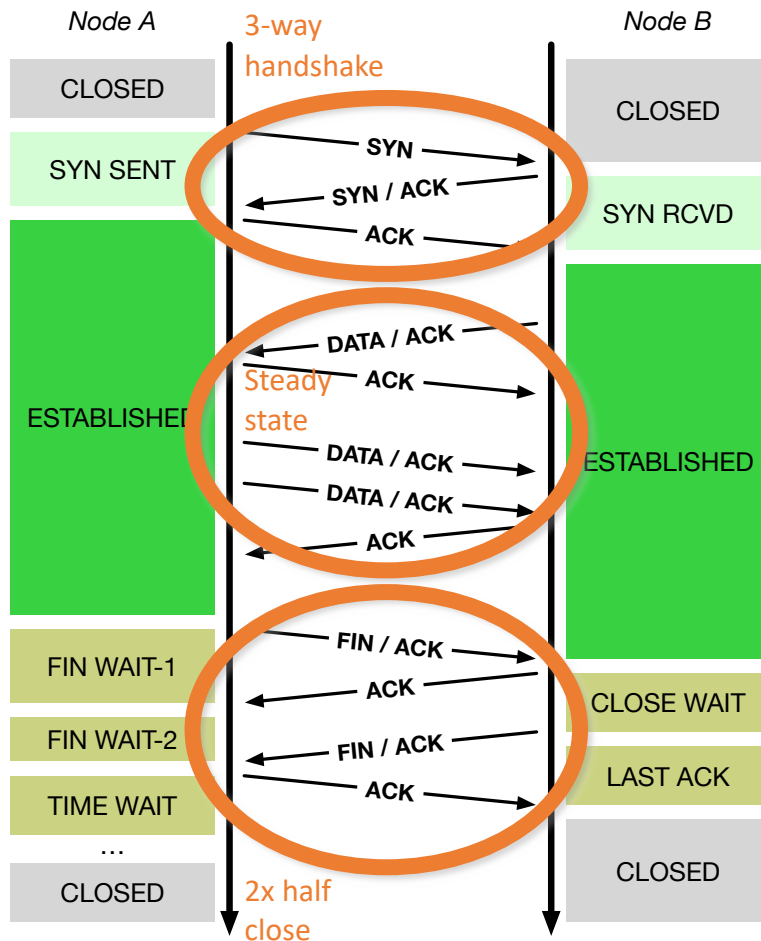 Node A
3-way
handshake
Node B
CLOSED
CLOSED
SYN SENT
SYN
SYN / ACK
ACK
SYN RCVD
ESTABLISHED
DATA / ACK
Steady
state
ACK
DATA / ACK
DATA / ACK
ACK
ESTABLISHED
FIN WAIT-1
FIN / ACK
ACK
CLOSE WAIT
FIN WAIT-2
FIN / ACK
LAST ACK
TIME WAIT
ACK
...
CLOSED
2x half
close
CLOSED